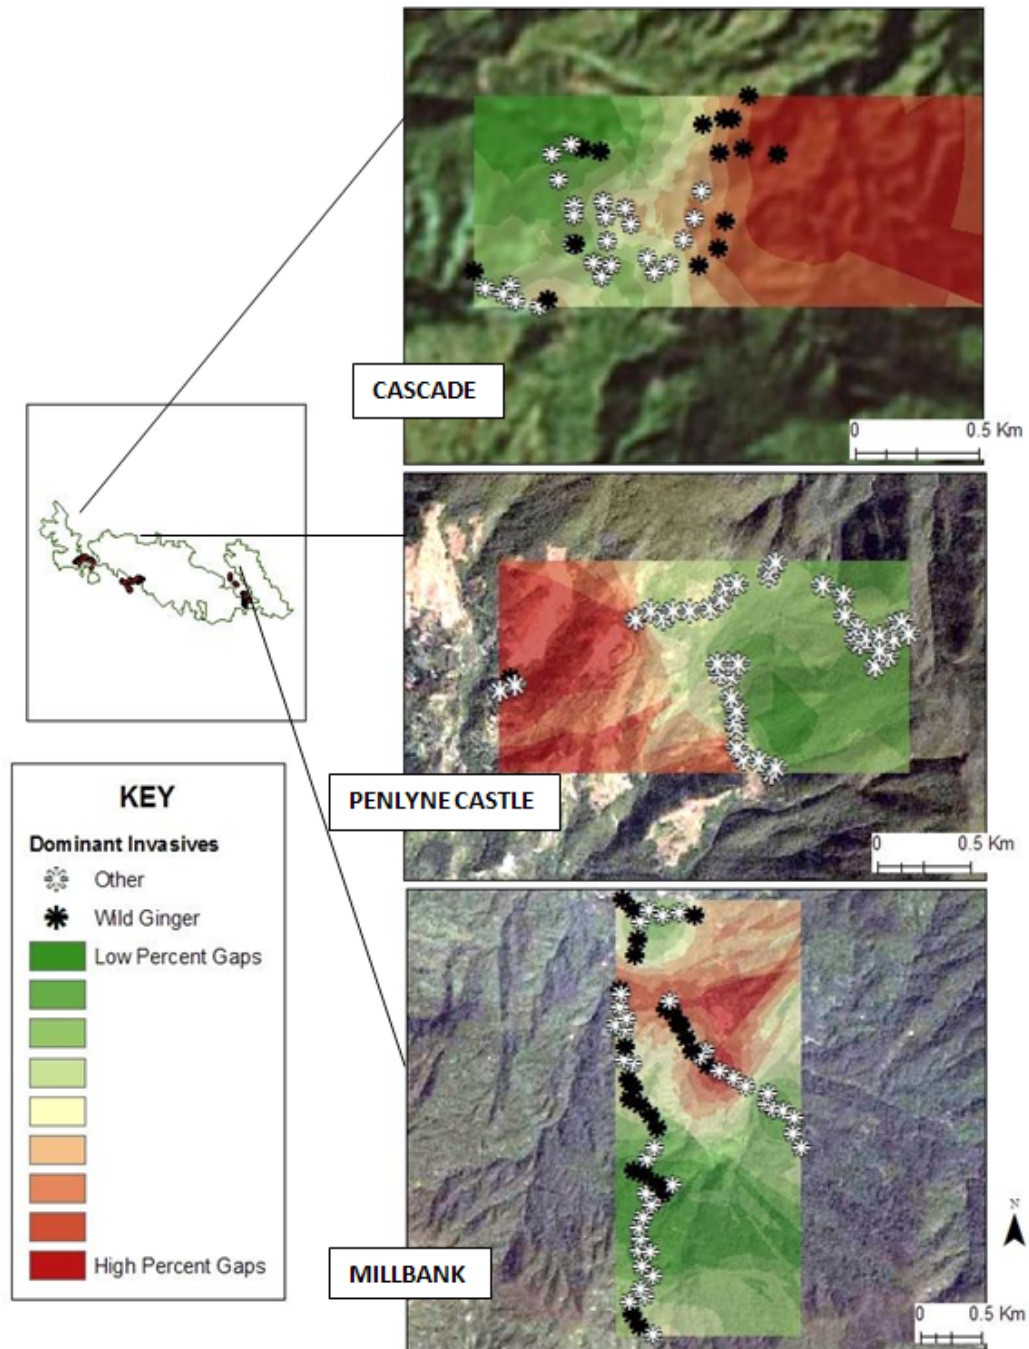 CASCADE
0 0.5 Km
PENLYNE CASTLE
0 0.5 Km
KEY
Dominant Invasives
Other
Wild Ginger
Low Percent Gaps
High Percent Gaps
MILLBANK
N
0 0.5 Km